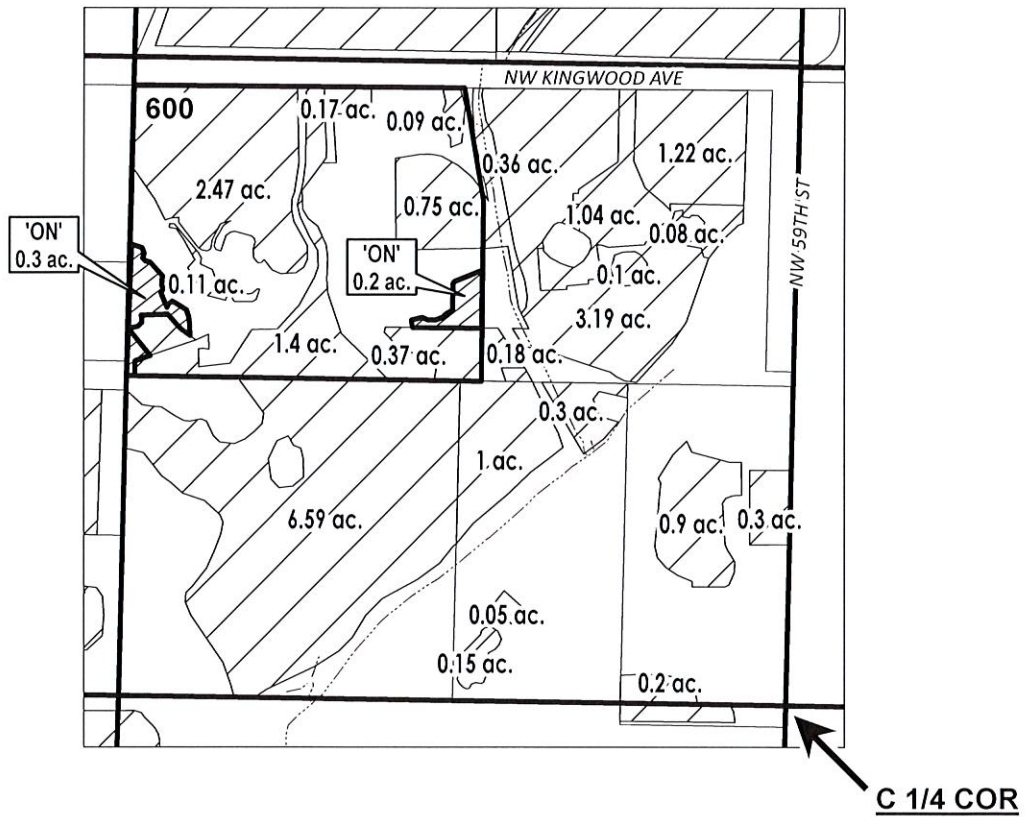 NW KINGWOOD AVE
600
0.17 ac.
0.09 ac.
0.36 ac.
1.22 ac.
2.47 ac.
0.75 ac.
1.04 ac.
0.08 ac.
NW 59TH ST
'ON'
0.3 ac.
'ON'
0.2 ac.
0.11 ac.
0.1 ac.
3.19 ac.
1.4 ac.
0.37 ac.
0.18 ac.
0.3 ac.
1 ac.
6.59 ac.
0.9 ac.
0.3 ac.
0.05 ac.
0.15 ac.
0.2 ac.
C 1/4 COR